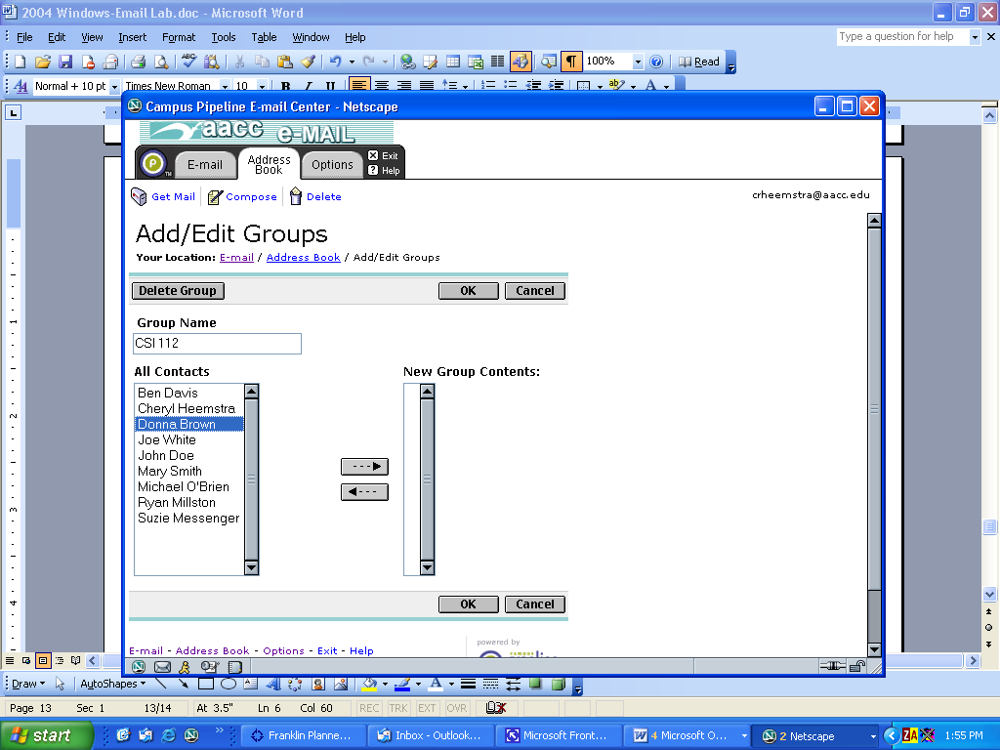 2004 Windows-Email Lab.doc - Microsoft Word
File Edit View Insert Format Tools Table Window Help
Type a question for help
100% Read
Normal + 10 pt Times New Roman 10 B I U
Campus Pipeline E-mail Center - Netscape
aacc e-MAIL
E-mail Address Book Options Exit Help
Get Mail Compose Delete
crheemstra@aacc.edu
Add/Edit Groups
Your Location: E-mail / Address Book / Add/Edit Groups
Delete Group OK Cancel
Group Name
CSI 112
All Contacts New Group Contents:
Ben Davis
Cheryl Heemstra
Donna Brown
Joe White
John Doe
Mary Smith
Michael O'Brien
Ryan Millston
Suzie Messenger
OK Cancel
powered by
E-mail - Address Book - Options - Exit - Help
Draw AutoShapes
Page 13 Sec 1 13/14 At 3.5" Ln 6 Col 60 REC TRK EXT OVR
start Franklin Planne... Inbox - Outlook... Microsoft Front... 4 Microsoft O... 2 Netscape ZA 1:55 PM